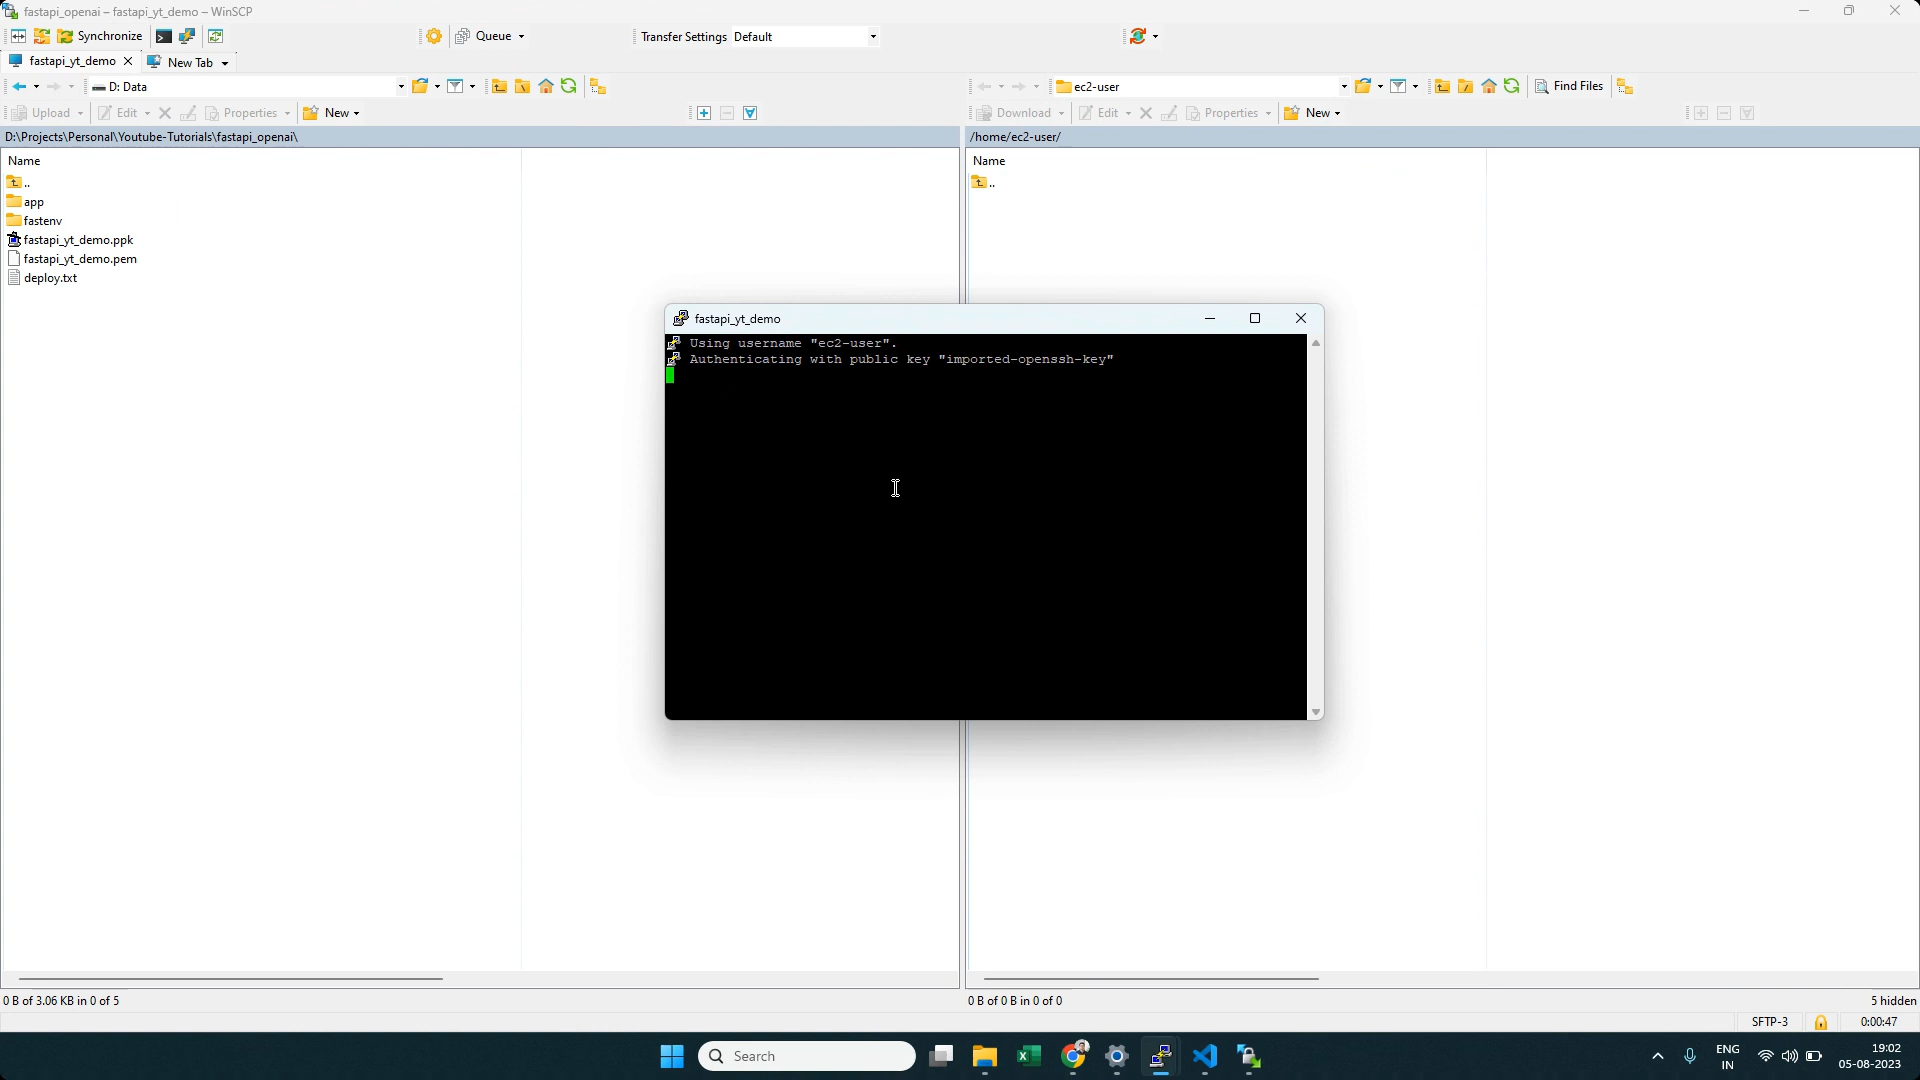 fastapi_openai – fastapi_yt_demo – WinSCP
Synchronize
Queue
Transfer Settings Default
fastapi_yt_demo
New Tab
D: Data
ec2-user
Find Files
Upload
Edit
Properties
New
Download
Edit
Properties
New
D:\Projects\Personal\Youtube-Tutorials\fastapi_openai\
/home/ec2-user/
Name
..
app
fastenv
fastapi_yt_demo.ppk
fastapi_yt_demo.pem
deploy.txt
Name
..
fastapi_yt_demo
Using username "ec2-user".
Authenticating with public key "imported-openssh-key"
0 B of 3.06 KB in 0 of 5
0 B of 0 B in 0 of 0
5 hidden
SFTP-3
0:00:47
Search
ENG
IN
19:02
05-08-2023